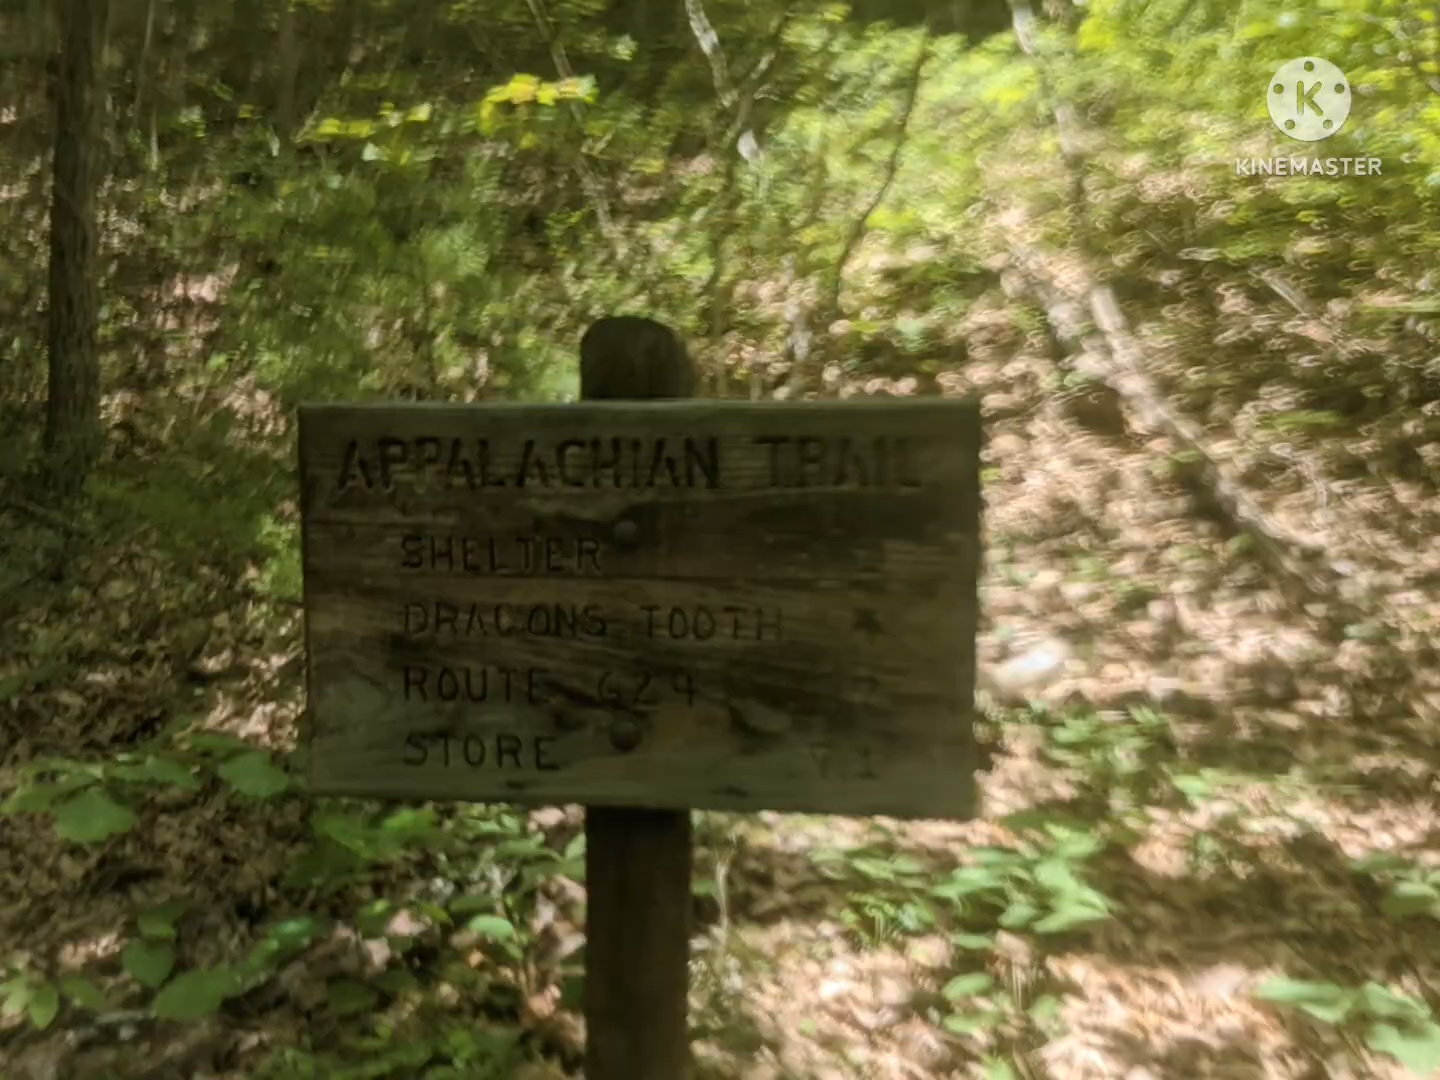 K
KINEMASTER
APPALACHIAN TRAIL
SHELTER
DRAGONS TOOTH
ROUTE 624
STORE